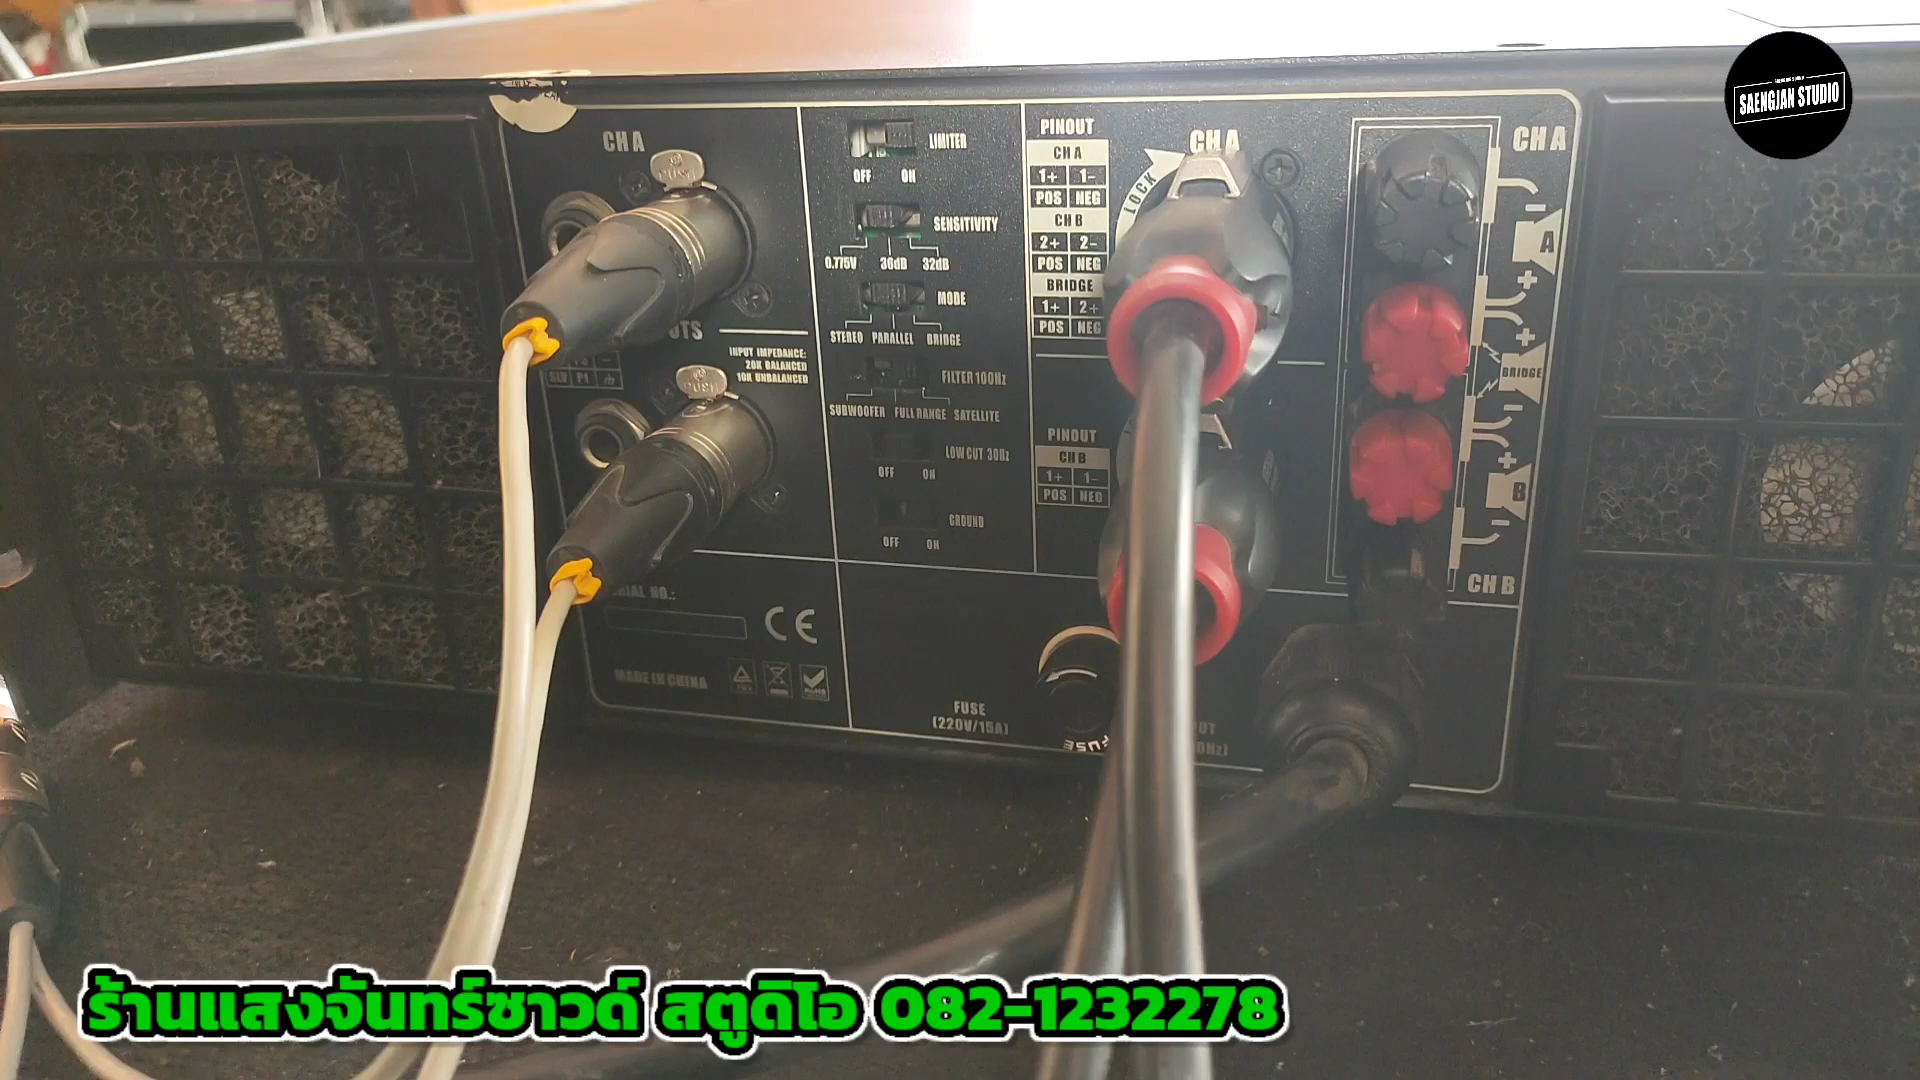 SAENGJAN STUDIO
CH A
PUSH
INPUT IMPEDANCE:
20K BALANCED
10K UNBALANCED
PUSH
SERIAL NO.:
CE
MADE IN CHINA
RoHS
LIMITER
OFF ON
SENSITIVITY
0.775V 36dB 32dB
MODE
STEREO PARALLEL BRIDGE
FILTER 100Hz
SUBWOOFER FULL RANGE SATELLITE
LOW CUT 30Hz
OFF ON
GROUND
OFF ON
FUSE
(220V/15A)
FUSE
PINOUT
CH A
1+ 1-
POS NEG
CH B
2+ 2-
POS NEG
BRIDGE
1+ 2+
POS NEG
PINOUT
CH B
1+ 1-
POS NEG
CH A
LOCK
CH A
-
A
+
+
BRIDGE
-
+
B
-
CH B
ร้านแสงจันทร์ซาวด์ สตูดิโอ 082-1232278